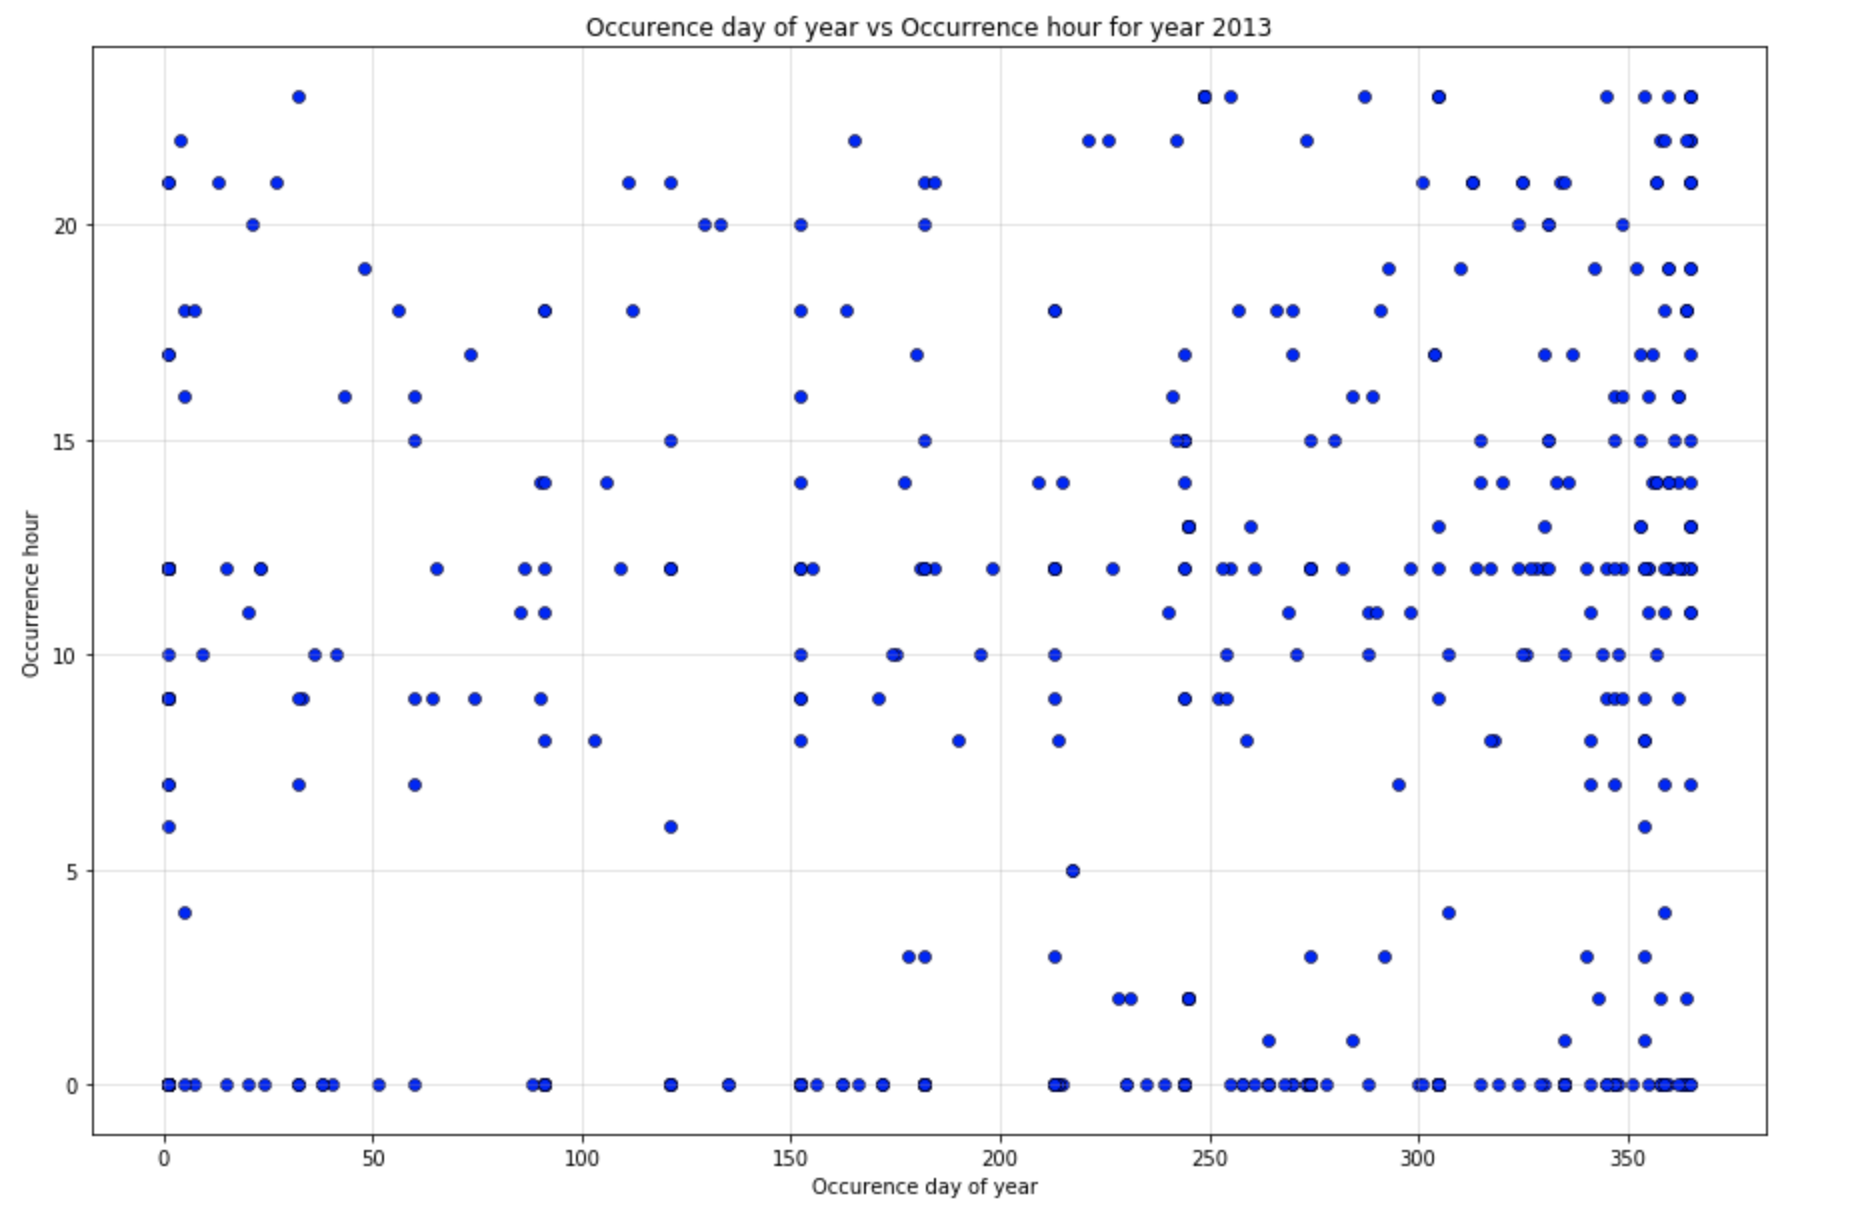 Occurence day of year vs Occurrence hour for year 2013
Occurrence hour
20
15
10
5
0
0 50 100 150 200 250 300 350
Occurence day of year